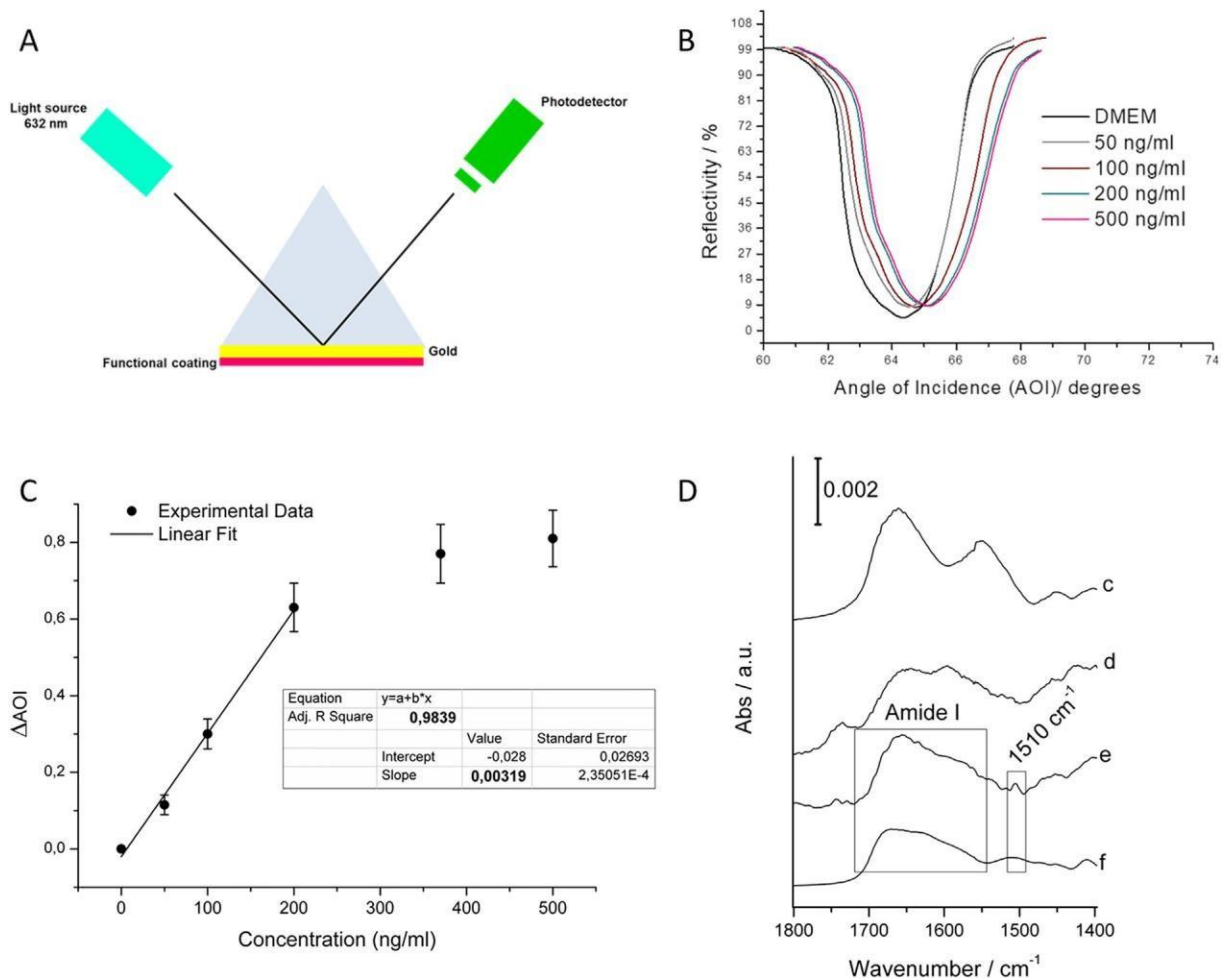 A
Light source
632 nm
Photodetector
Gold
Functional coating
B
108
99
90
81
72
63
54
45
36
27
18
9
0
Reflectivity / %
60 62 64 66 68 70 72 74
Angle of Incidence (AOI)/ degrees
DMEM
50 ng/ml
100 ng/ml
200 ng/ml
500 ng/ml
C
Experimental Data
Linear Fit
0,8
0,6
0,4
0,2
0,0
ΔAOI
0 100 200 300 400 500
Concentration (ng/ml)
Equation y=a+b*x
Adj. R Square 0,9839
Value Standard Error
Intercept -0,028 0,02693
Slope 0,00319 2,35051E-4
D
0.002
c
d
Amide I
1510 cm⁻¹
e
f
Abs / a.u.
1800 1700 1600 1500 1400
Wavenumber / cm⁻¹